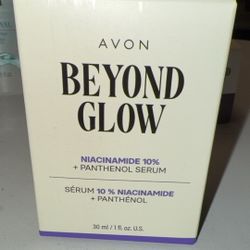 AVON
BEYOND
GLOW
NIACINAMIDE 10%
+ PANTHENOL SERUM
SÉRUM 10 % NIACINAMIDE
+ PANTHÉNOL
30 ml / 1 fl. oz. U.S.